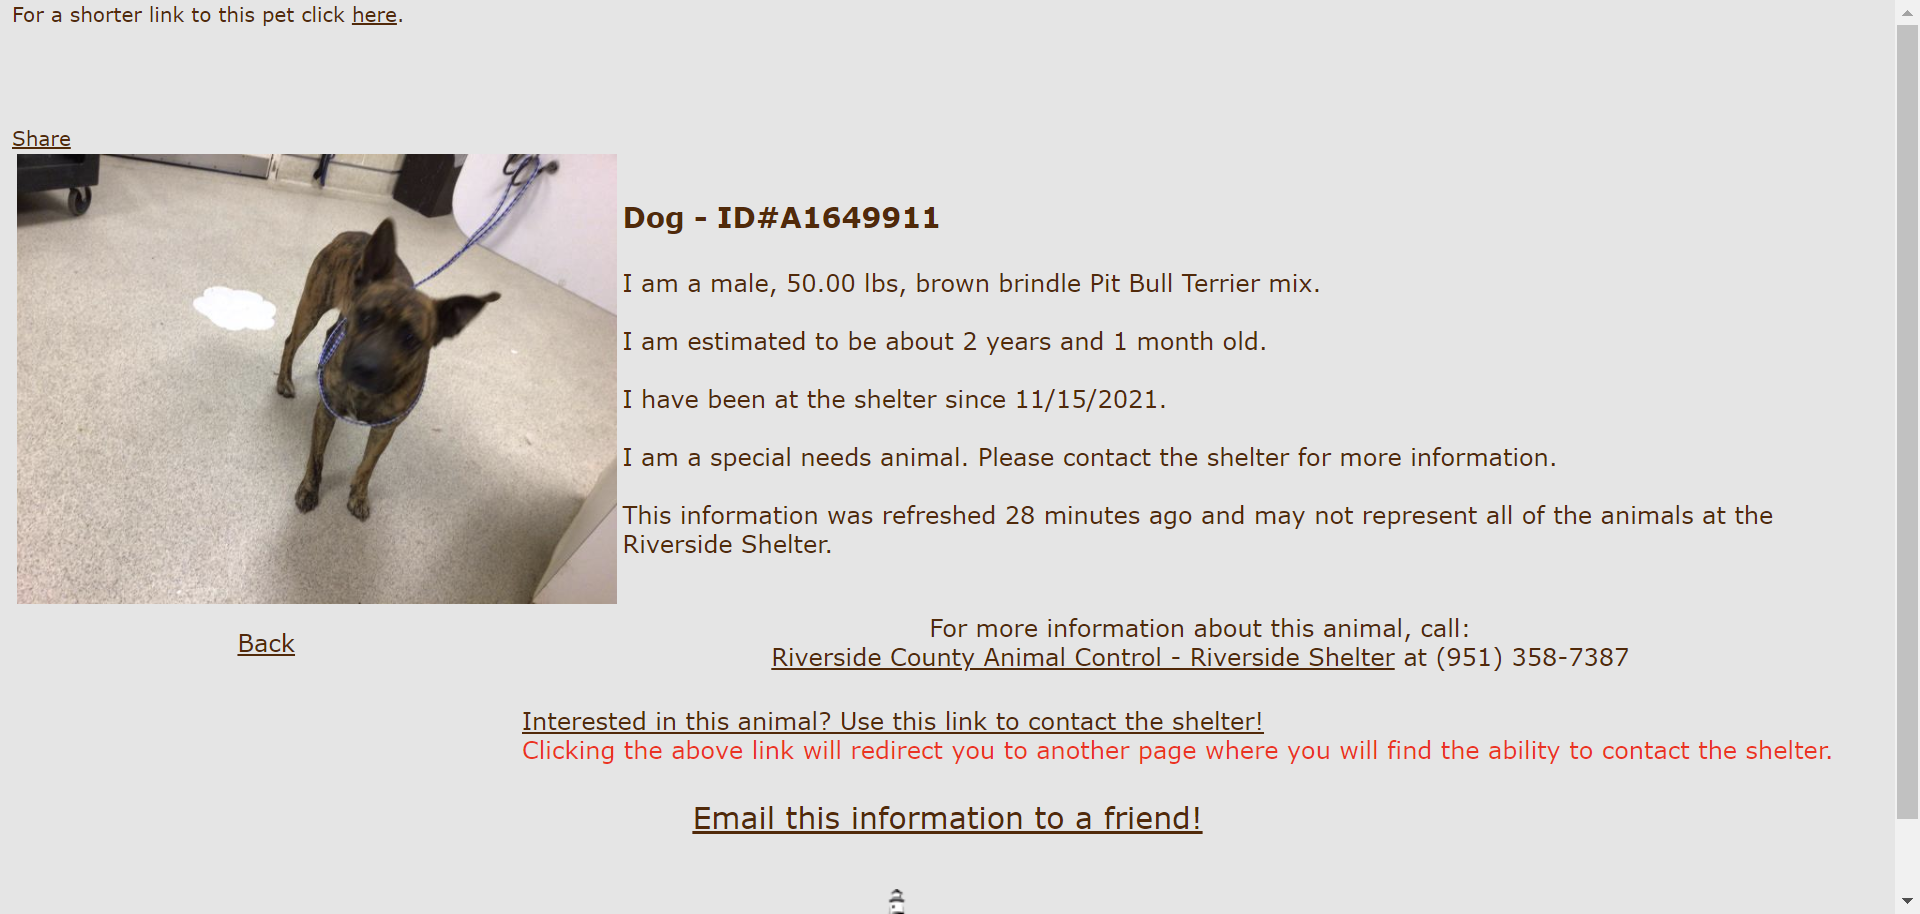 For a shorter link to this pet click here.
Share
Dog - ID#A1649911
I am a male, 50.00 lbs, brown brindle Pit Bull Terrier mix.
I am estimated to be about 2 years and 1 month old.
I have been at the shelter since 11/15/2021.
I am a special needs animal. Please contact the shelter for more information.
This information was refreshed 28 minutes ago and may not represent all of the animals at the
Riverside Shelter.
Back
For more information about this animal, call:
Riverside County Animal Control - Riverside Shelter at (951) 358-7387
Interested in this animal? Use this link to contact the shelter!
Clicking the above link will redirect you to another page where you will find the ability to contact the shelter.
Email this information to a friend!